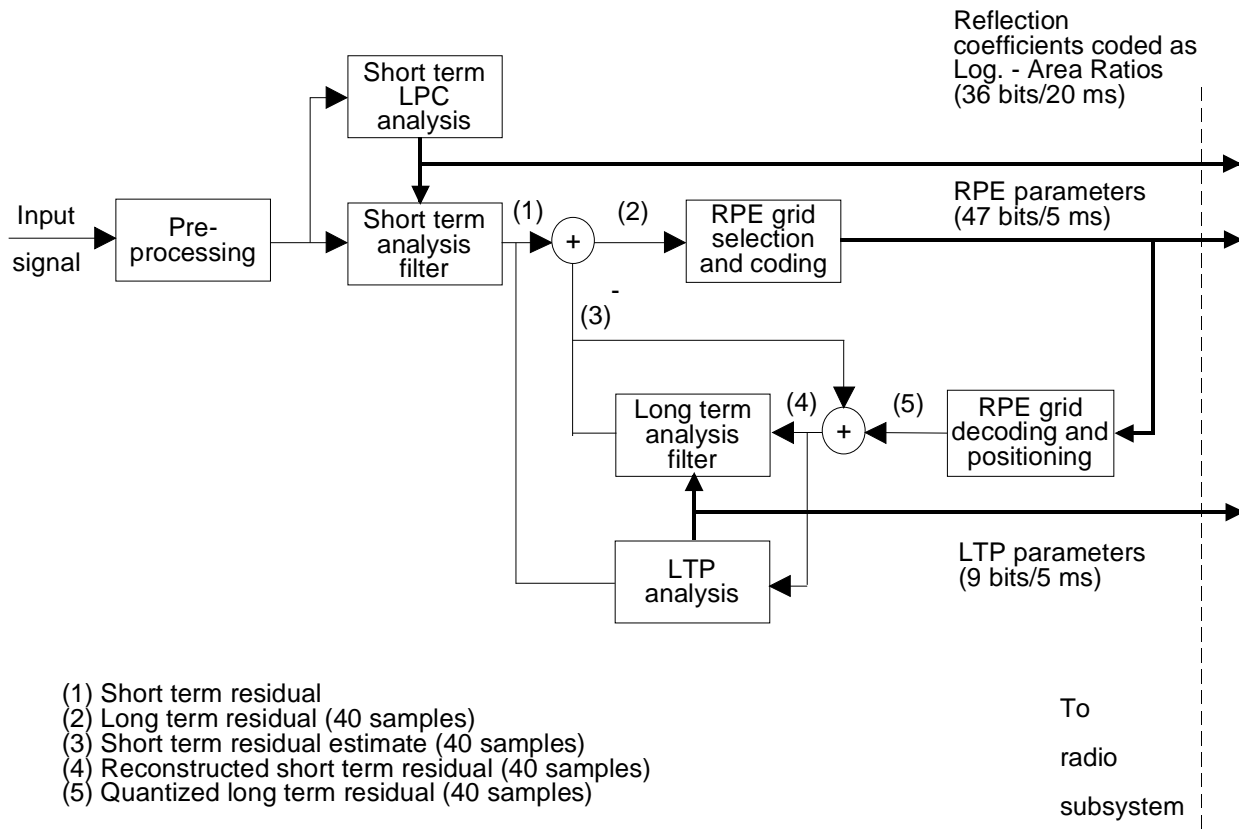 Reflection
coefficients coded as
Log. - Area Ratios
(36 bits/20 ms)
Short term
LPC
analysis
Input
signal
Pre-
processing
Short term
analysis
filter
(1)
+
(2)
RPE grid
selection
and coding
RPE parameters
(47 bits/5 ms)
-
(3)
Long term
analysis
filter
(4)
+
(5)
RPE grid
decoding and
positioning
LTP
analysis
LTP parameters
(9 bits/5 ms)
(1) Short term residual
(2) Long term residual (40 samples)
(3) Short term residual estimate (40 samples)
(4) Reconstructed short term residual (40 samples)
(5) Quantized long term residual (40 samples)
To
radio
subsystem